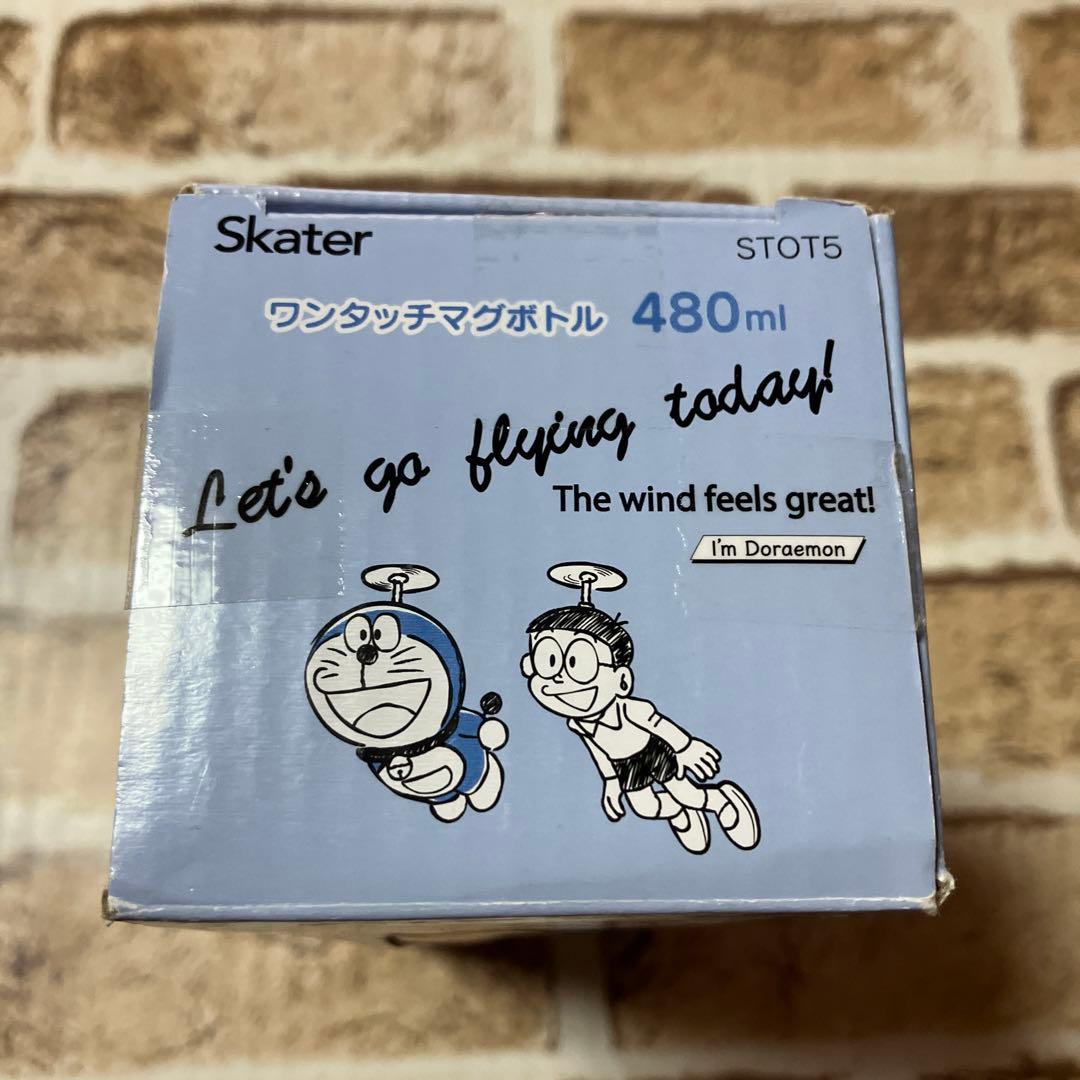 Skater
STOT5
ワンタッチマグボトル 480ml
Let's go flying today!
The wind feels great!
I'm Doraemon